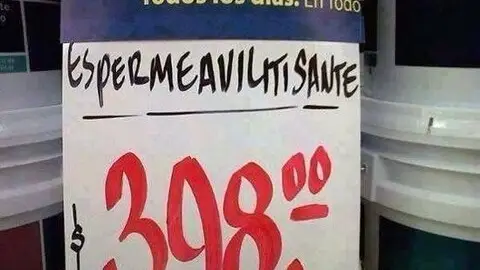 Todos los días. En Todo
ESPERMEAVILITISANTE
$ 398.00